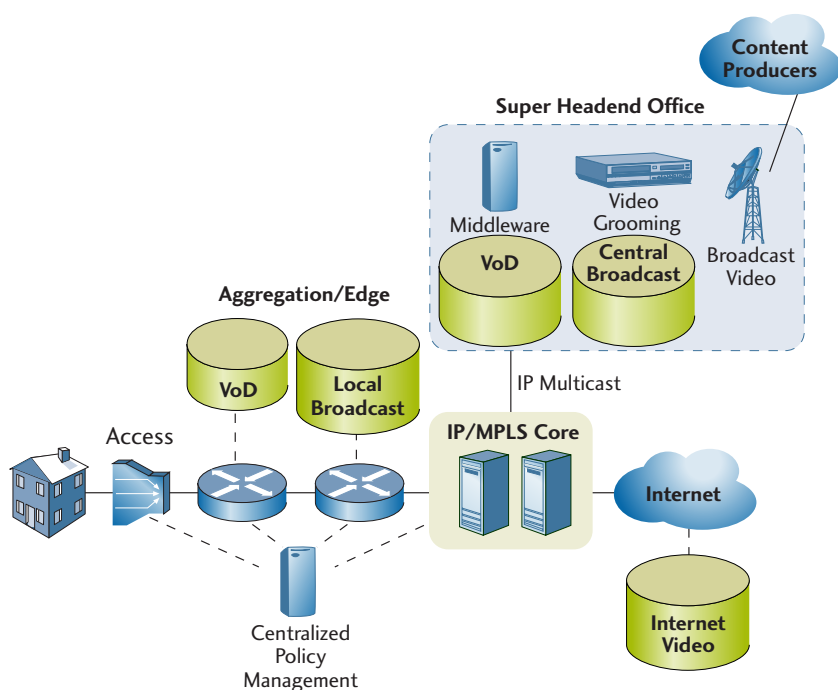 Content
Producers
Super Headend Office
Middleware
Video
Grooming
Broadcast
Video
VoD
Central
Broadcast
Aggregation/Edge
VoD
Local
Broadcast
IP Multicast
Access
IP/MPLS Core
Internet
Centralized
Policy
Management
Internet
Video